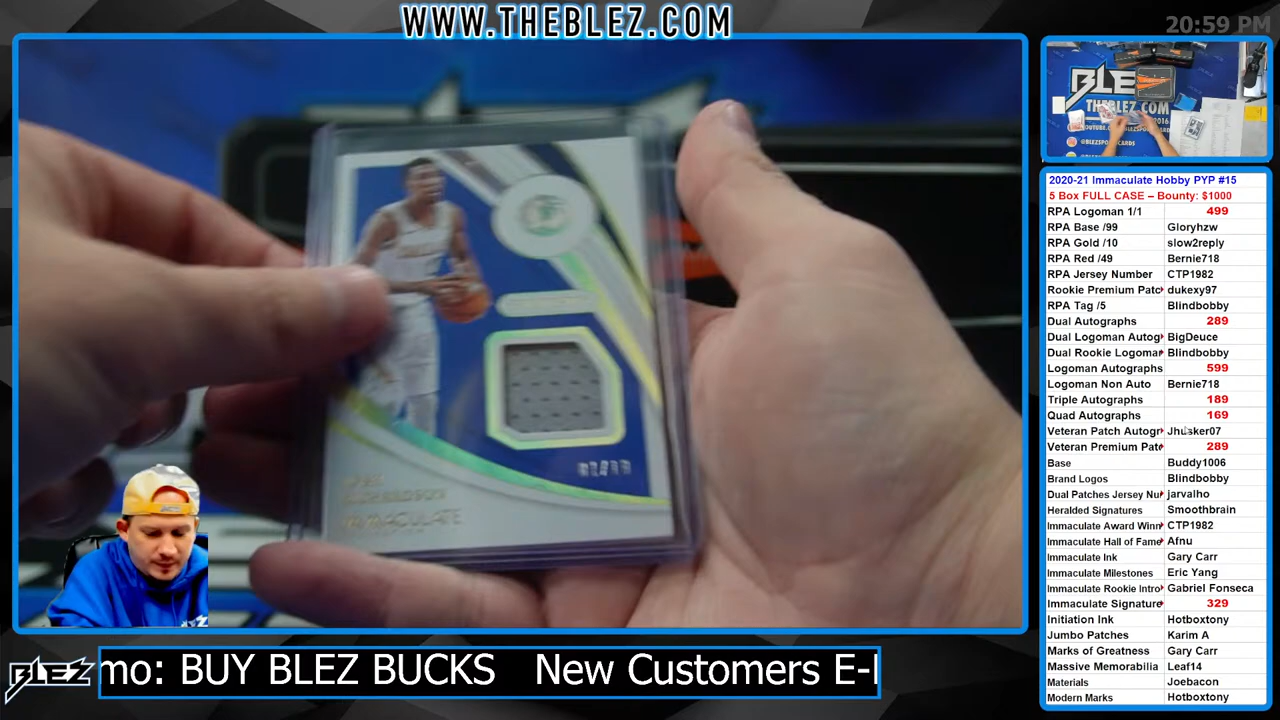 WWW.THEBLEZ.COM
20:59 PM
BLEZ
THEBLEZ.COM
2020-21 Immaculate Hobby PYP #15
5 Box FULL CASE – Bounty: $1000
RPA Logoman 1/1 499
RPA Base /99 Gloryhzw
RPA Gold /10 slow2reply
RPA Red /49 Bernie718
RPA Jersey Number CTP1982
Rookie Premium Patc dukexy97
RPA Tag /5 Blindbobby
Dual Autographs 289
Dual Logoman Autog BigDeuce
Dual Rookie Logomar Blindbobby
Logoman Autographs 599
Logoman Non Auto Bernie718
Triple Autographs 189
Quad Autographs 169
Veteran Patch Autogr Jhusker07
Veteran Premium Patc 289
Base Buddy1006
Brand Logos Blindbobby
Dual Patches Jersey Nu jarvalho
Heralded Signatures Smoothbrain
Immaculate Award Winn CTP1982
Immaculate Hall of Fame Afnu
Immaculate Ink Gary Carr
Immaculate Milestones Eric Yang
Immaculate Rookie Intro Gabriel Fonseca
Immaculate Signature 329
Initiation Ink Hotboxtony
Jumbo Patches Karim A
Marks of Greatness Gary Carr
Massive Memorabilia Leaf14
Materials Joebacon
Modern Marks Hotboxtony
IMMACULATE
BLEZ
mo: BUY BLEZ BUCKS New Customers E-